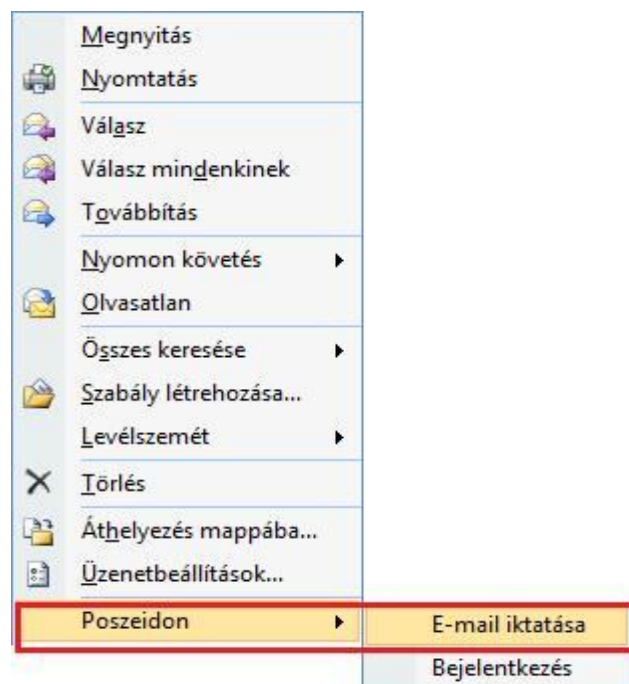 Megnyitás
Nyomtatás
Válasz
Válasz mindenkinek
Továbbítás
Nyomon követés
Olvasatlan
Összes keresése
Szabály létrehozása...
Levélszemét
Törlés
Áthelyezés mappába...
Üzenetbeállítások...
Poszeidon
E-mail iktatása
Bejelentkezés